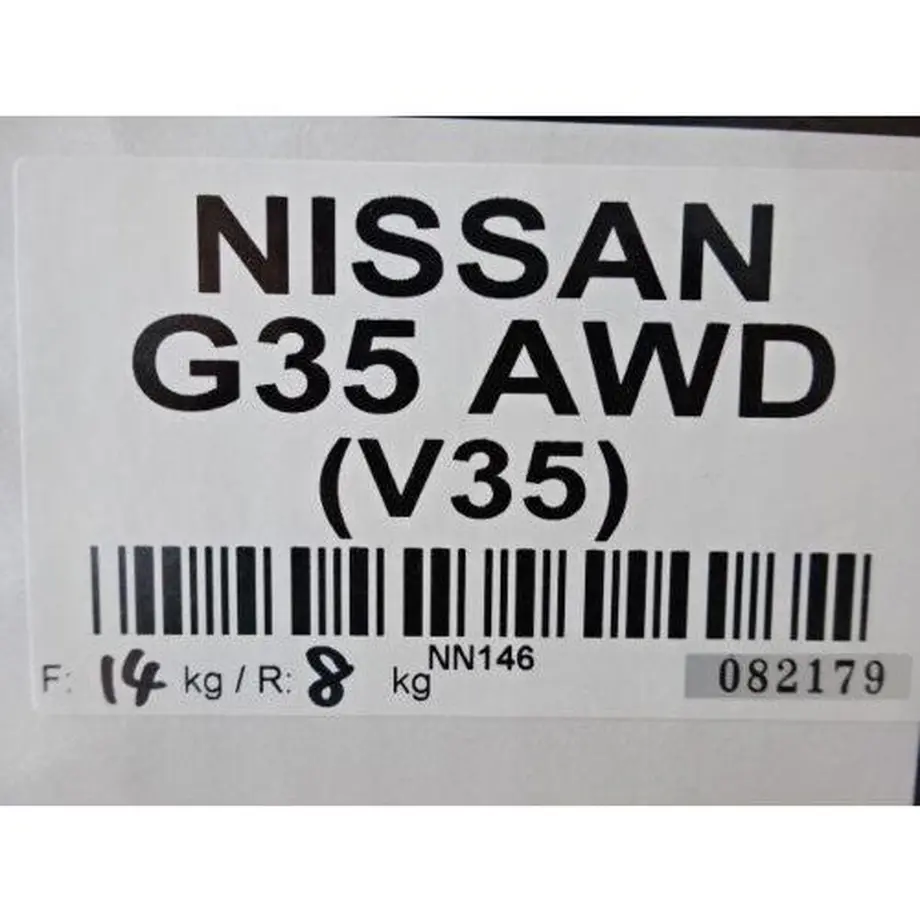 NISSAN
G35 AWD
(V35)
NN146
F: 14 kg / R: 8 kg
082179